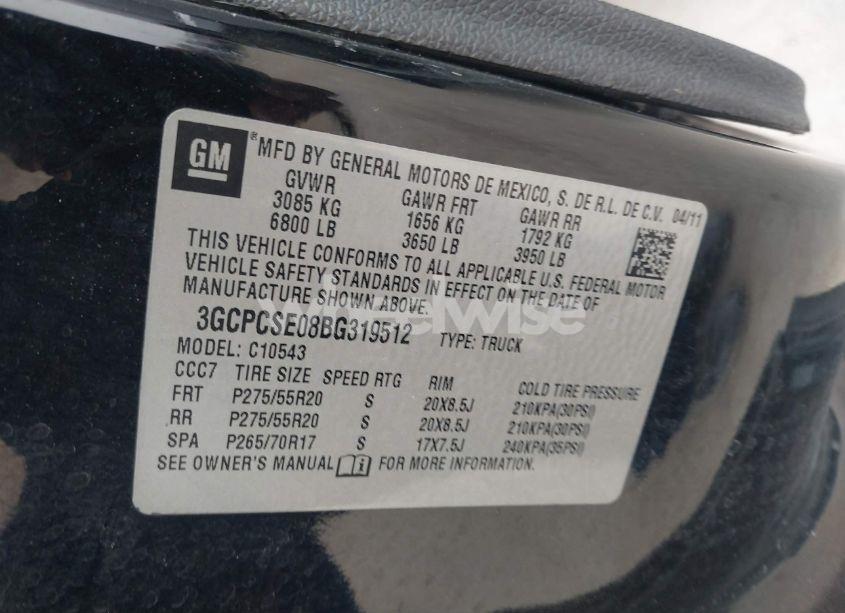 GM ® MFD BY GENERAL MOTORS DE MEXICO, S. DE R.L. DE C.V. 04/11
GVWR GAWR FRT GAWR RR
3085 KG 1656 KG 1792 KG
6800 LB 3650 LB 3950 LB
THIS VEHICLE CONFORMS TO ALL APPLICABLE U.S. FEDERAL MOTOR
VEHICLE SAFETY STANDARDS IN EFFECT ON THE DATE OF
MANUFACTURE SHOWN ABOVE.
wheelwise
3GCPCSE08BG319512 TYPE: TRUCK
MODEL: C10543
CCC7 TIRE SIZE SPEED RTG RIM COLD TIRE PRESSURE
FRT P275/55R20 S 20X8.5J 210KPA(30PSI)
RR P275/55R20 S 20X8.5J 210KPA(30PSI)
SPA P265/70R17 S 17X7.5J 240KPA(35PSI)
SEE OWNER'S MANUAL i FOR MORE INFORMATION.